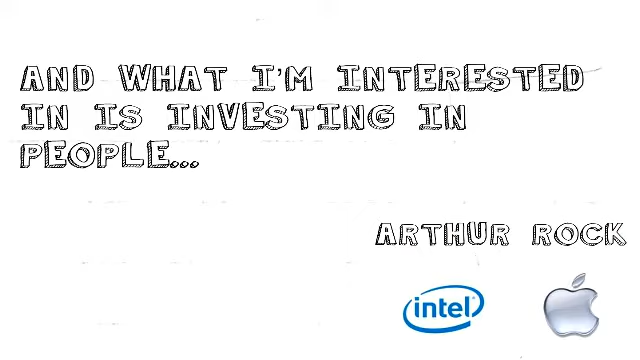 AND WHAT I'M INTERESTED
IN IS INVESTING IN
PEOPLE...
ARTHUR ROCK
intel